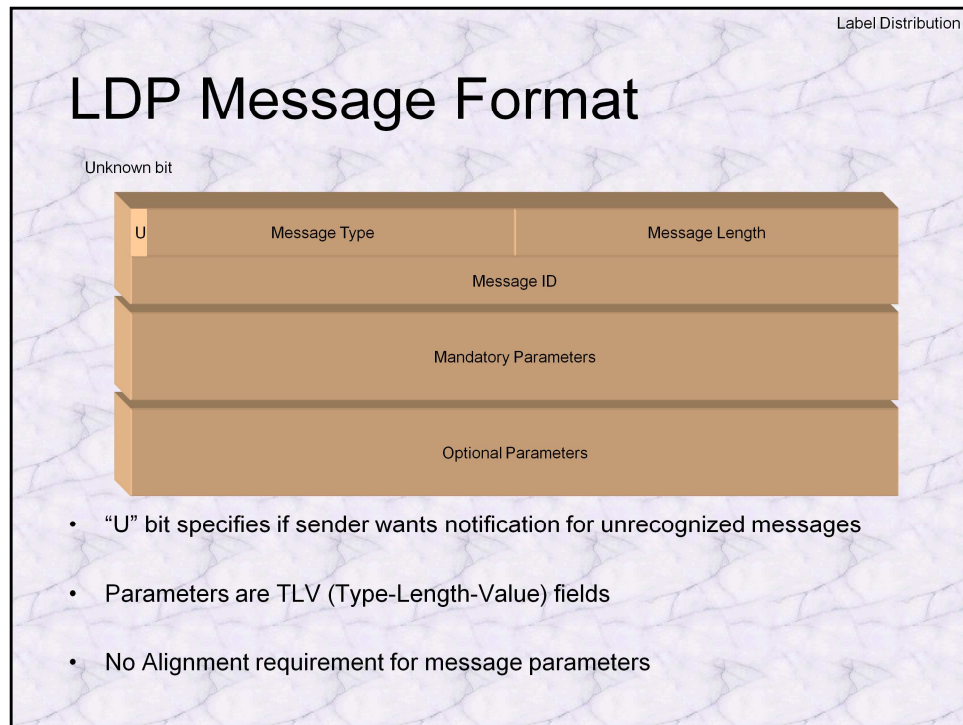 Label Distribution
LDP Message Format
Unknown bit
U
Message Type
Message Length
Message ID
Mandatory Parameters
Optional Parameters
• “U” bit specifies if sender wants notification for unrecognized messages
• Parameters are TLV (Type-Length-Value) fields
• No Alignment requirement for message parameters